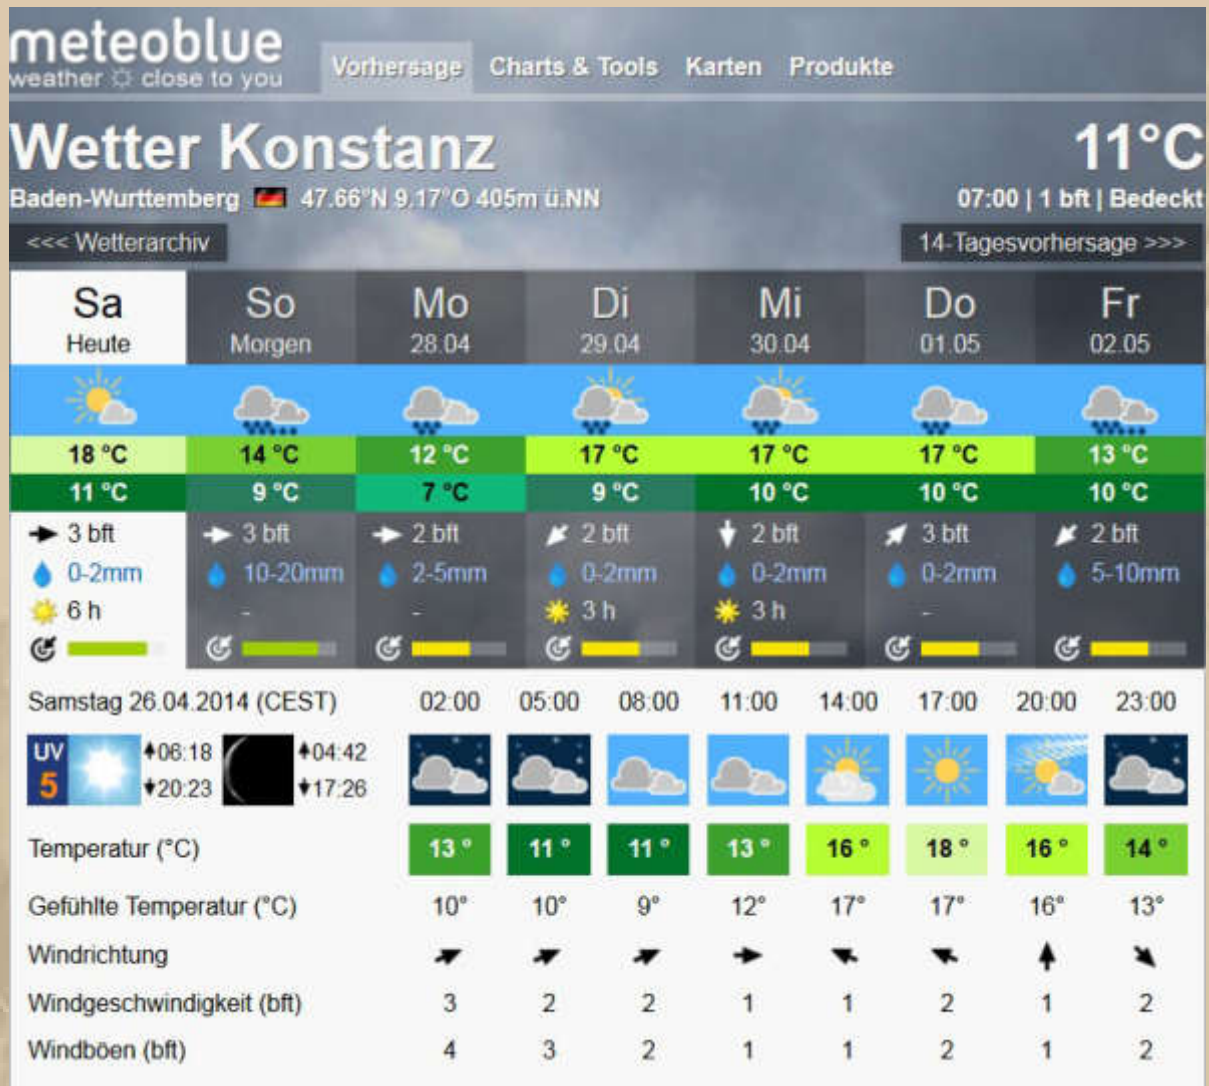 meteoblue
weather close to you
Vorhersage Charts & Tools Karten Produkte
Wetter Konstanz 11°C
Baden-Wurttemberg 47.66°N 9.17°O 405m ü.NN 07:00 | 1 bft | Bedeckt
<<< Wetterarchiv 14-Tagesvorhersage >>>
Sa So Mo Di Mi Do Fr
Heute Morgen 28.04 29.04 30.04 01.05 02.05
18 °C 14 °C 12 °C 17 °C 17 °C 17 °C 13 °C
11 °C 9 °C 7 °C 9 °C 10 °C 10 °C 10 °C
3 bft 3 bft 2 bft 2 bft 2 bft 3 bft 2 bft
0-2mm 10-20mm 2-5mm 0-2mm 0-2mm 0-2mm 5-10mm
6 h - - 3 h 3 h -
Samstag 26.04.2014 (CEST) 02:00 05:00 08:00 11:00 14:00 17:00 20:00 23:00
UV 06:18 04:42
5 20:23 17:26
Temperatur (°C) 13 ° 11 ° 11 ° 13 ° 16 ° 18 ° 16 ° 14 °
Gefühlte Temperatur (°C) 10° 10° 9° 12° 17° 17° 16° 13°
Windrichtung
Windgeschwindigkeit (bft) 3 2 2 1 1 2 1 2
Windböen (bft) 4 3 2 1 1 2 1 2